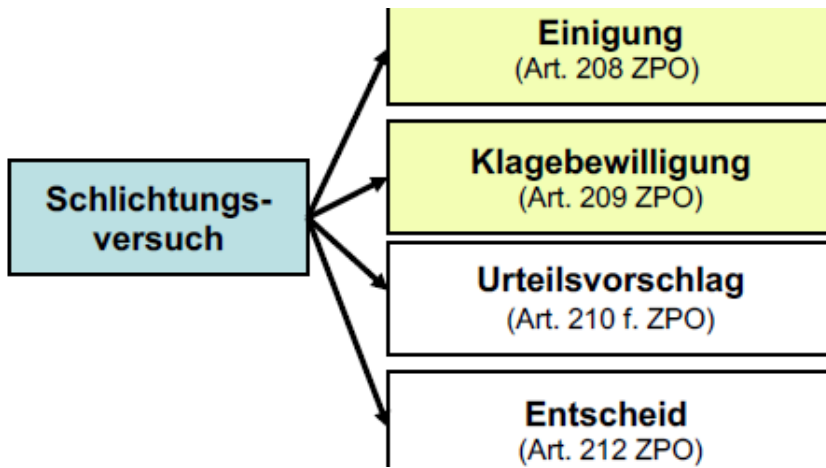 Einigung
(Art. 208 ZPO)
Klagebewilligung
(Art. 209 ZPO)
Schlichtungs-
versuch
Urteilsvorschlag
(Art. 210 f. ZPO)
Entscheid
(Art. 212 ZPO)